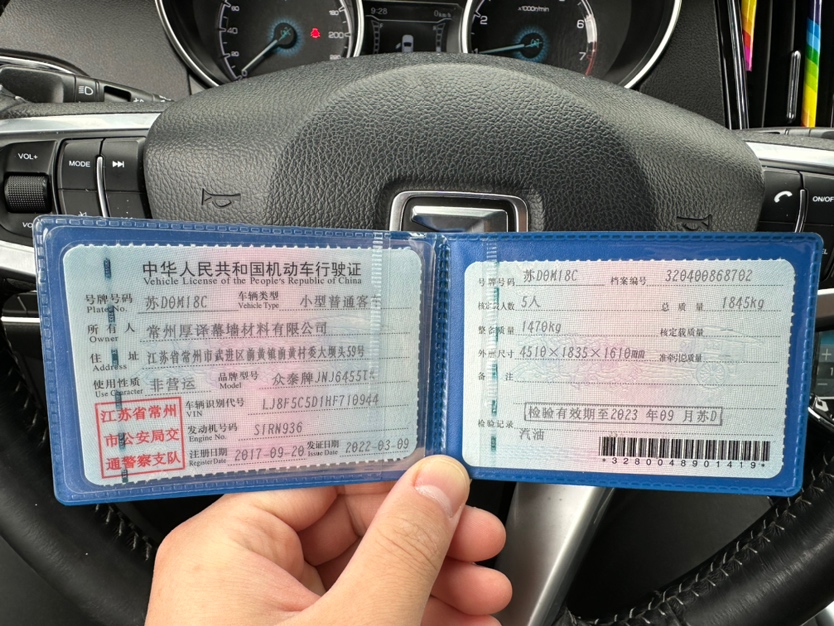 9:28
x1000r/min
VOL+
MODE
ON/OFF
中华人民共和国机动车行驶证
Vehicle License of the People's Republic of China
号牌号码 苏D0M18C 车辆类型 小型普通客车
Plate No. Vehicle Type
所有人 常州厚译幕墙材料有限公司
Owner
住址 江苏省常州市武进区前黄镇前黄村委大坝头59号
Address
使用性质 非营运 品牌型号 众泰牌JNJ6455
Use Character Model
江苏省常州
市公安局交
通警察支队
车辆识别代号 LJ8F5C5D1HF710944
VIN
发动机号码 SIRN936
Engine No.
注册日期 2017-09-20 发证日期 2022-03-09
Register Date Issue Date
号牌号码 苏D0M18C 档案编号 320400868702
核定载人数 5人 总质量 1845kg
整备质量 1470kg 核定载质量
外廓尺寸 4510×1835×1610mm 准牵引总质量
备注
检验有效期至2023年09月苏D
检验记录
汽油
*3280048901419*